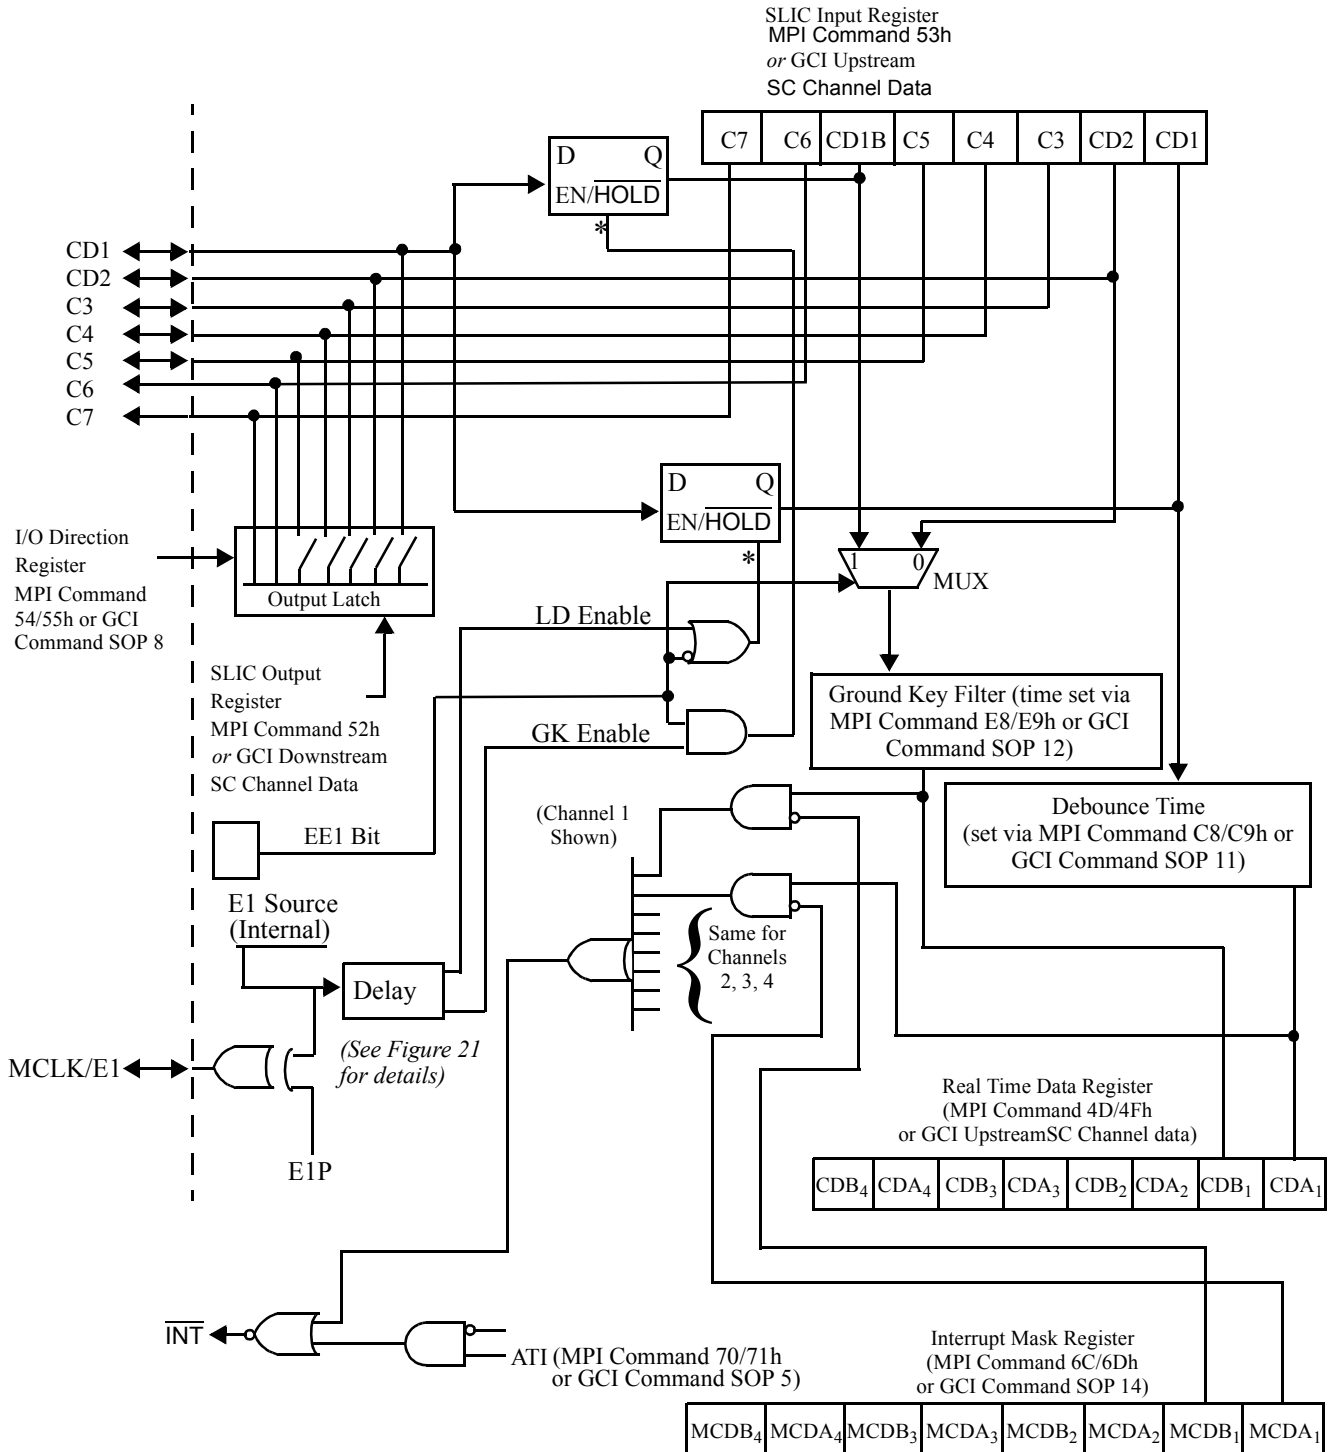 SLIC Input Register
MPI Command 53h
or GCI Upstream
SC Channel Data
C7 C6 CD1B C5 C4 C3 CD2 CD1
D Q
EN/HOLD
*
CD1
CD2
C3
C4
C5
C6
C7
D Q
EN/HOLD
*
1 0
MUX
I/O Direction
Register
MPI Command
54/55h or GCI
Command SOP 8
Output Latch
LD Enable
SLIC Output
Register
MPI Command 52h
or GCI Downstream
SC Channel Data
GK Enable
Ground Key Filter (time set via
MPI Command E8/E9h or GCI
Command SOP 12)
(Channel 1
Shown)
Debounce Time
(set via MPI Command C8/C9h or
GCI Command SOP 11)
EE1 Bit
E1 Source
(Internal)
Same for
Channels
2, 3, 4
{
Delay
(See Figure 21
for details)
MCLK/E1
E1P
Real Time Data Register
(MPI Command 4D/4Fh
or GCI UpstreamSC Channel data)
CDB4 CDA4 CDB3 CDA3 CDB2 CDA2 CDB1 CDA1
INT
ATI (MPI Command 70/71h
or GCI Command SOP 5)
Interrupt Mask Register
(MPI Command 6C/6Dh
or GCI Command SOP 14)
MCDB4 MCDA4 MCDB3 MCDA3 MCDB2 MCDA2 MCDB1 MCDA1